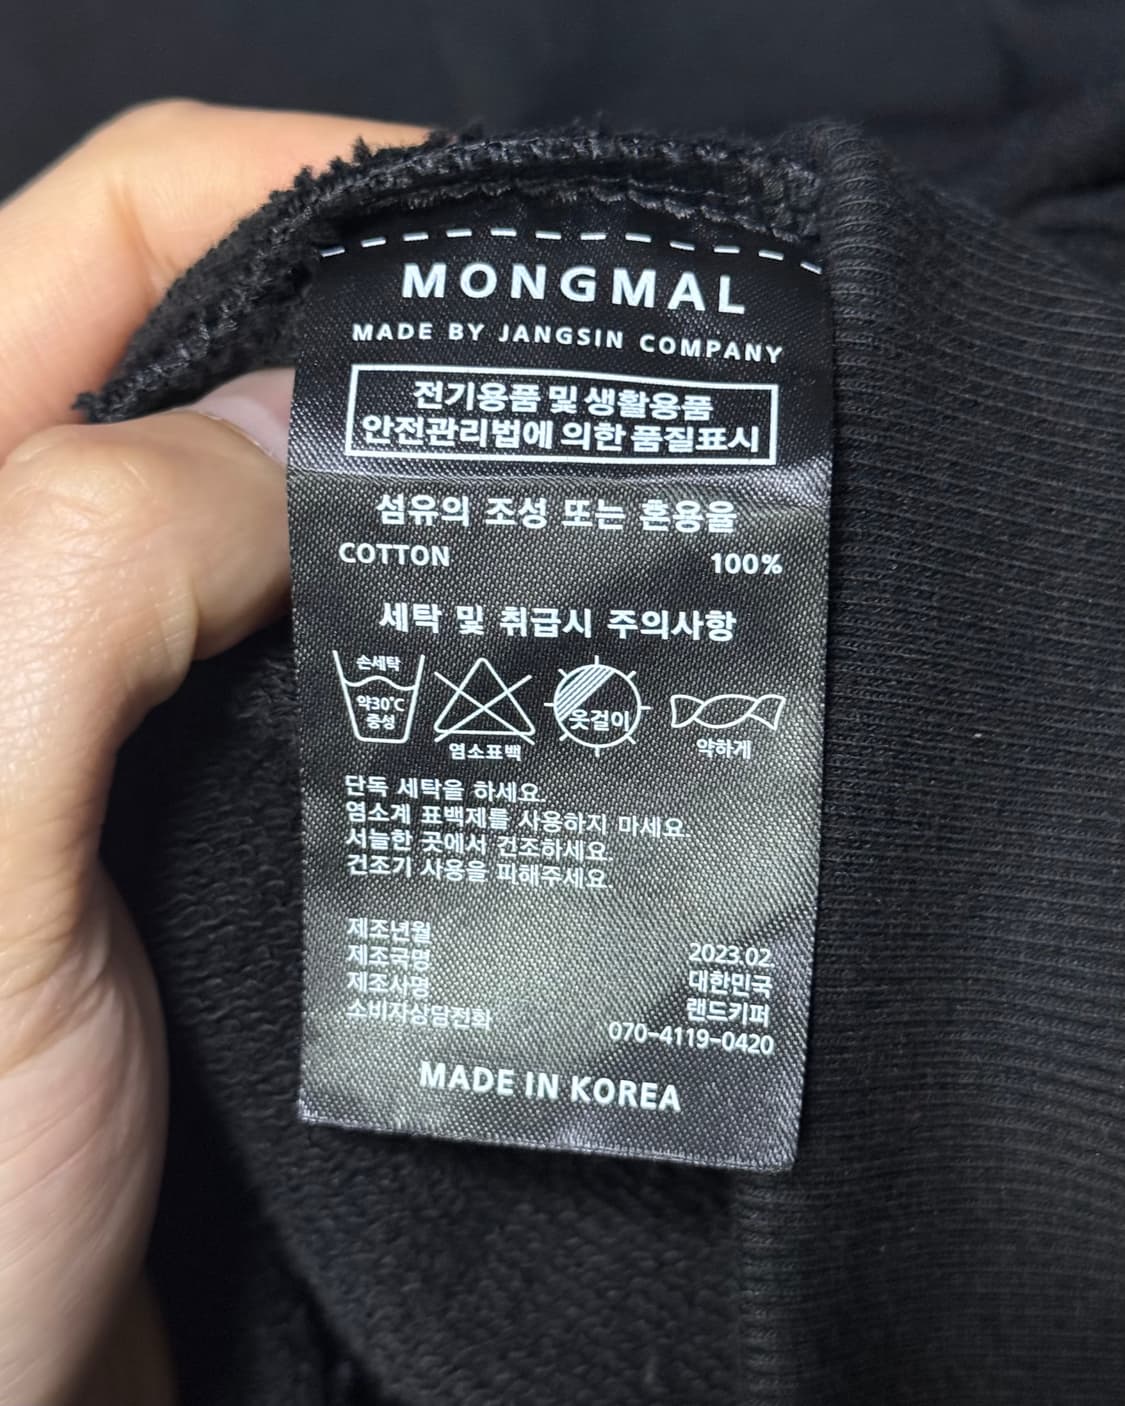 MONGMAL
MADE BY JANGSIN COMPANY
전기용품 및 생활용품
안전관리법에 의한 품질표시
섬유의 조성 또는 혼용율
COTTON 100%
세탁 및 취급시 주의사항
손세탁
약30℃
중성
염소표백
옷걸이
약하게
단독 세탁을 하세요.
염소계 표백제를 사용하지 마세요.
서늘한 곳에서 건조하세요.
건조기 사용을 피해주세요.
제조년월 2023.02
제조국명 대한민국
제조사명 랜드키퍼
소비자상담전화 070-4119-0420
MADE IN KOREA